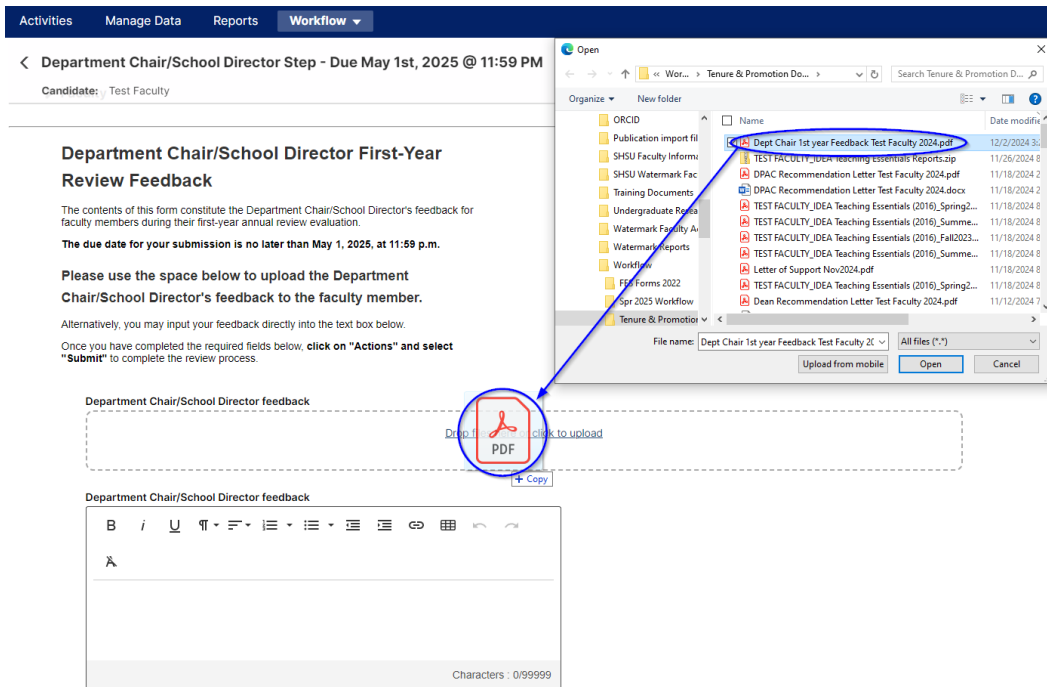 Activities Manage Data Reports Workflow
Department Chair/School Director Step - Due May 1st, 2025 @ 11:59 PM
Candidate: Test Faculty
Department Chair/School Director First-Year
Review Feedback
The contents of this form constitute the Department Chair/School Director's feedback for
faculty members during their first-year annual review evaluation.
The due date for your submission is no later than May 1, 2025, at 11:59 p.m.
Please use the space below to upload the Department
Chair/School Director's feedback to the faculty member.
Alternatively, you may input your feedback directly into the text box below.
Once you have completed the required fields below, click on "Actions" and select
"Submit" to complete the review process.
Open
« Wor... › Tenure & Promotion Do... ›
Search Tenure & Promotion D...
Organize New folder
ORCID
Publication import fil
SHSU Faculty Informa
SHSU Watermark Fac
Training Documents
Undergraduate Resea
Watermark Faculty A
Watermark Reports
Workflow
FES Forms 2022
Spr 2025 Workflow
Tenure & Promotion
Name Date modifie
Dept Chair 1st year Feedback Test Faculty 2024.pdf 12/2/2024 3:
TEST FACULTY_IDEA Teaching Essentials Reports.zip 11/26/2024 8
DPAC Recommendation Letter Test Faculty 2024.pdf 11/18/2024 2
DPAC Recommendation Letter Test Faculty 2024.docx 11/18/2024 2
TEST FACULTY_IDEA Teaching Essentials (2016)_Spring2... 11/18/2024 8
TEST FACULTY_IDEA Teaching Essentials (2016)_Fall2023... 11/18/2024 8
TEST FACULTY_IDEA Teaching Essentials (2016)_Summe... 11/18/2024 8
Letter of Support Nov2024.pdf 11/18/2024 8
TEST FACULTY_IDEA Teaching Essentials (2016)_Spring2... 11/18/2024 8
Dean Recommendation Letter Test Faculty 2024.pdf 11/12/2024 7
File name: Dept Chair 1st year Feedback Test Faculty 20 All files (*.*)
Upload from mobile Open Cancel
Department Chair/School Director feedback
Drop click to upload
PDF
+ Copy
Department Chair/School Director feedback
B i U ¶
Characters : 0/99999